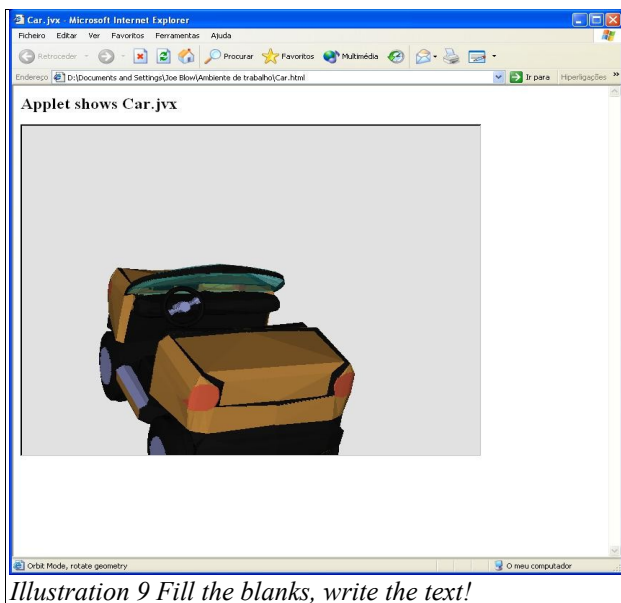 Car.jvx - Microsoft Internet Explorer
Ficheiro Editar Ver Favoritos Ferramentas Ajuda
Retroceder Procurar Favoritos Multimédia
Endereço D:\Documents and Settings\Joe Blow\Ambiente de trabalho\Car.html Ir para Hiperligações »
Applet shows Car.jvx
Orbit Mode, rotate geometry O meu computador
Illustration 9 Fill the blanks, write the text!